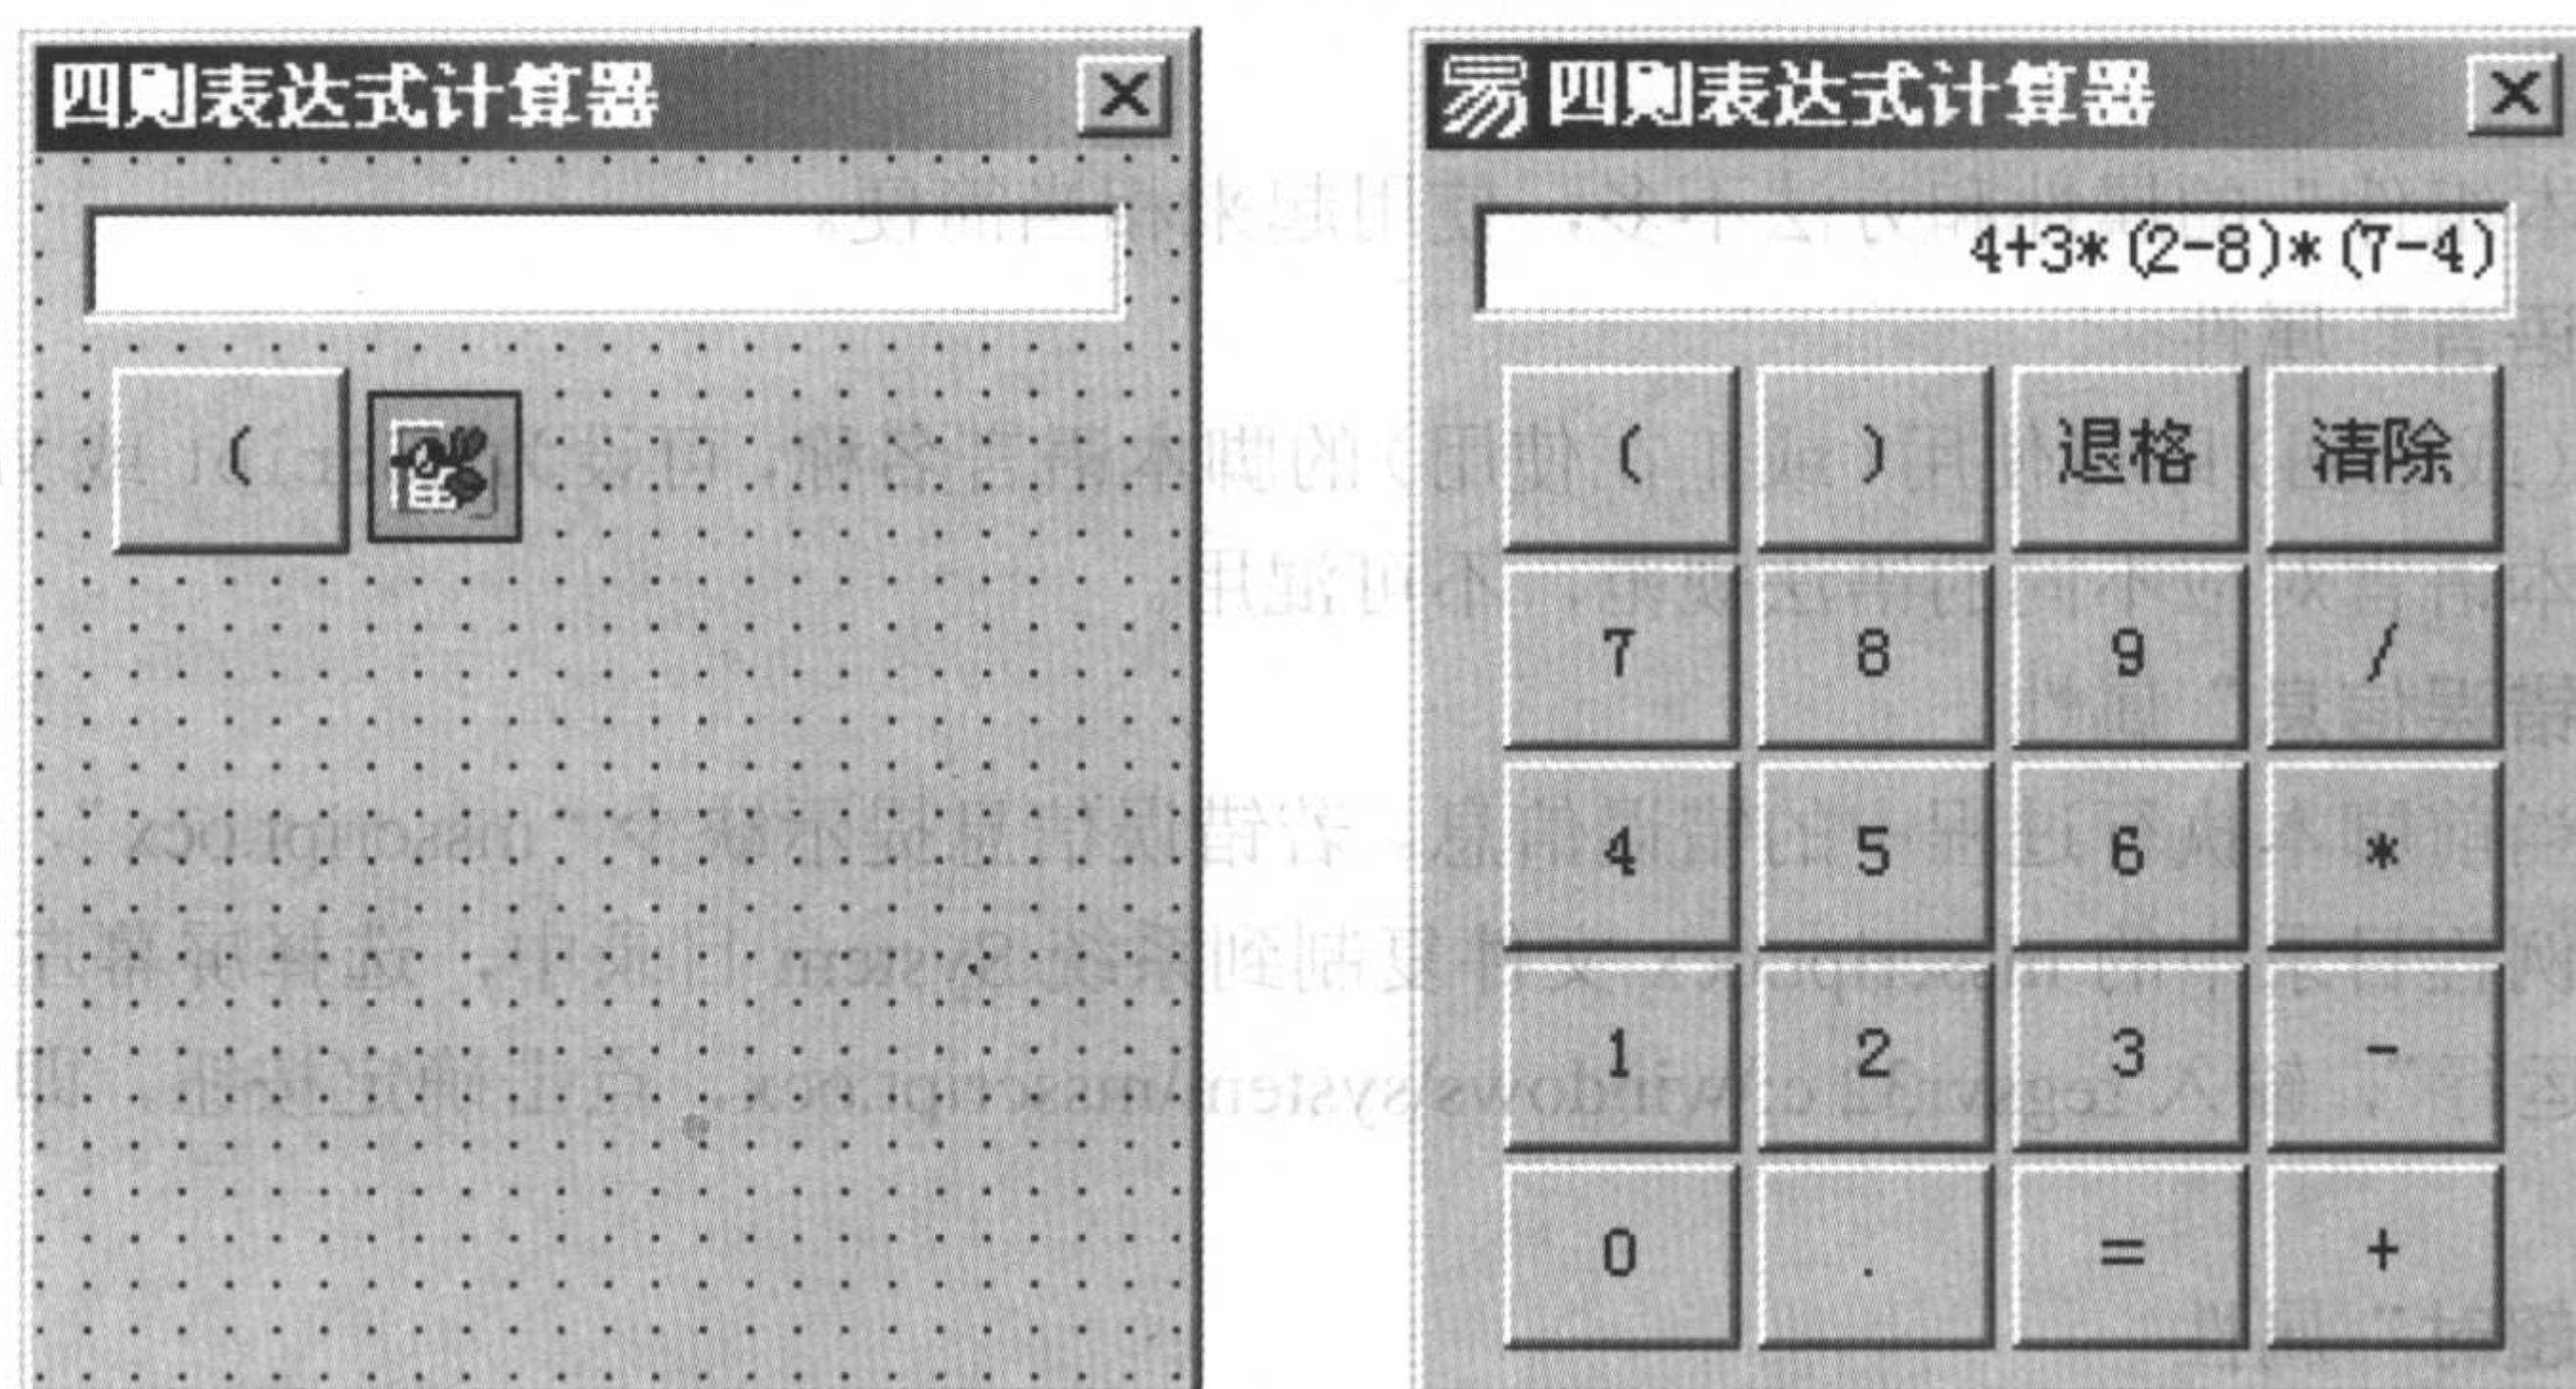 四则表达式计算器
(
易 四则表达式计算器
4+3*(2-8)*(7-4)
( ) 退格 清除
7 8 9 /
4 5 6 *
1 2 3 -
0 . = +